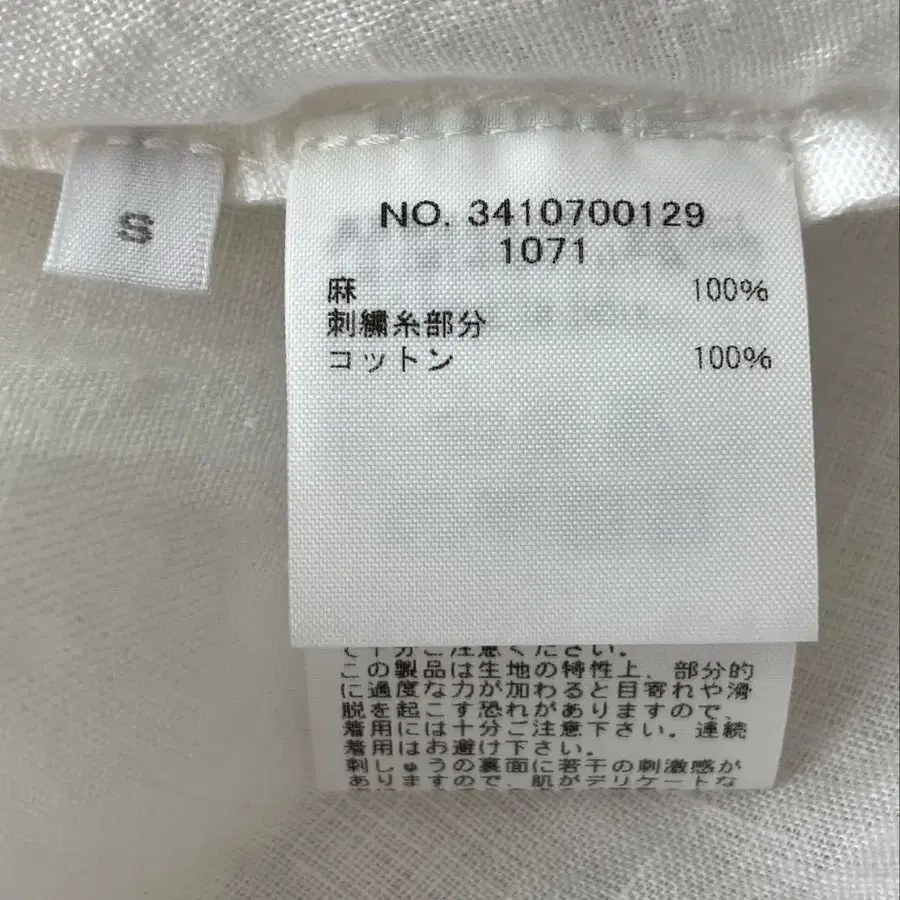 S
NO. 3410700129
1071
麻 100%
刺繍糸部分
コットン 100%
十分ご注意ください。
この製品は生地の特性上、部分的
に過度な力が加わると目寄れや滑
脱を起こす恐れがありますので、
着用には十分ご注意下さい。連続
着用はお避け下さい。
刺しゅうの裏面に若干の刺激感が
ありますので、肌がデリケートな